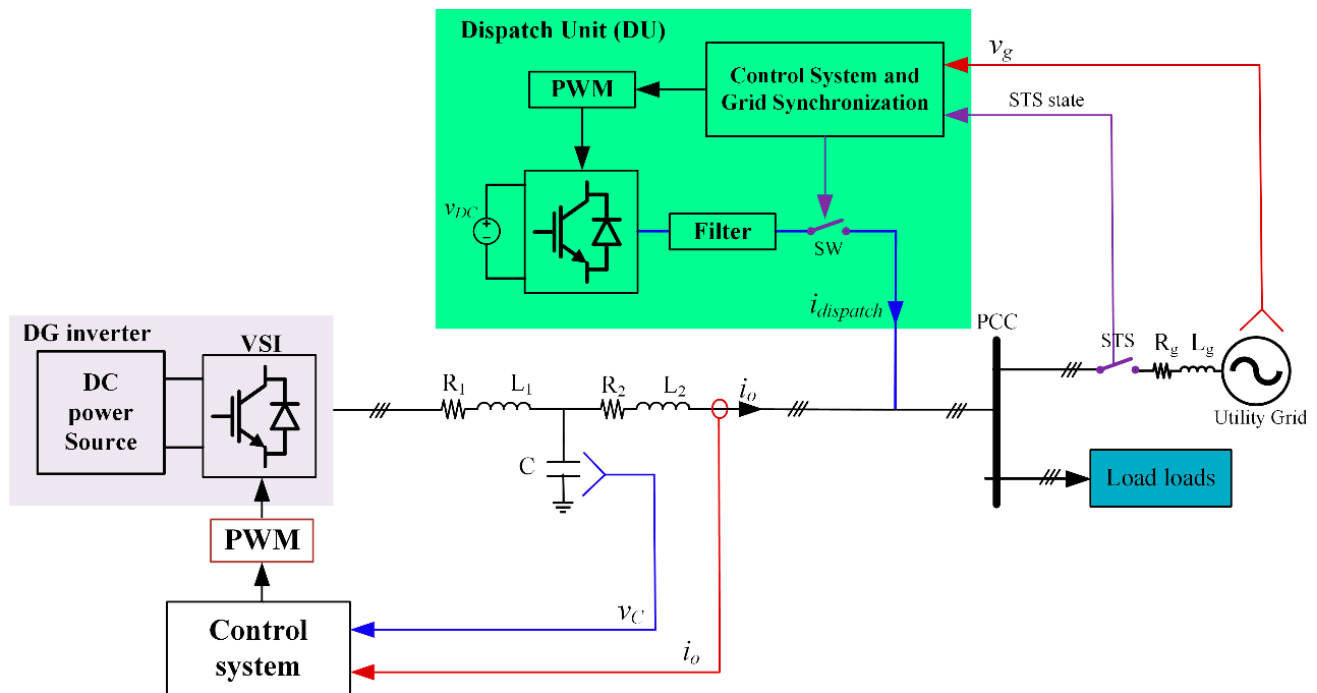 Dispatch Unit (DU)
PWM
Control System and
Grid Synchronization
v_g
STS state
v_DC
Filter
SW
i_dispatch
PCC
STS
R_g
L_g
Utility Grid
DG inverter
DC
power
Source
VSI
R_1
L_1
R_2
L_2
i_o
C
Load loads
PWM
Control
system
v_C
i_o